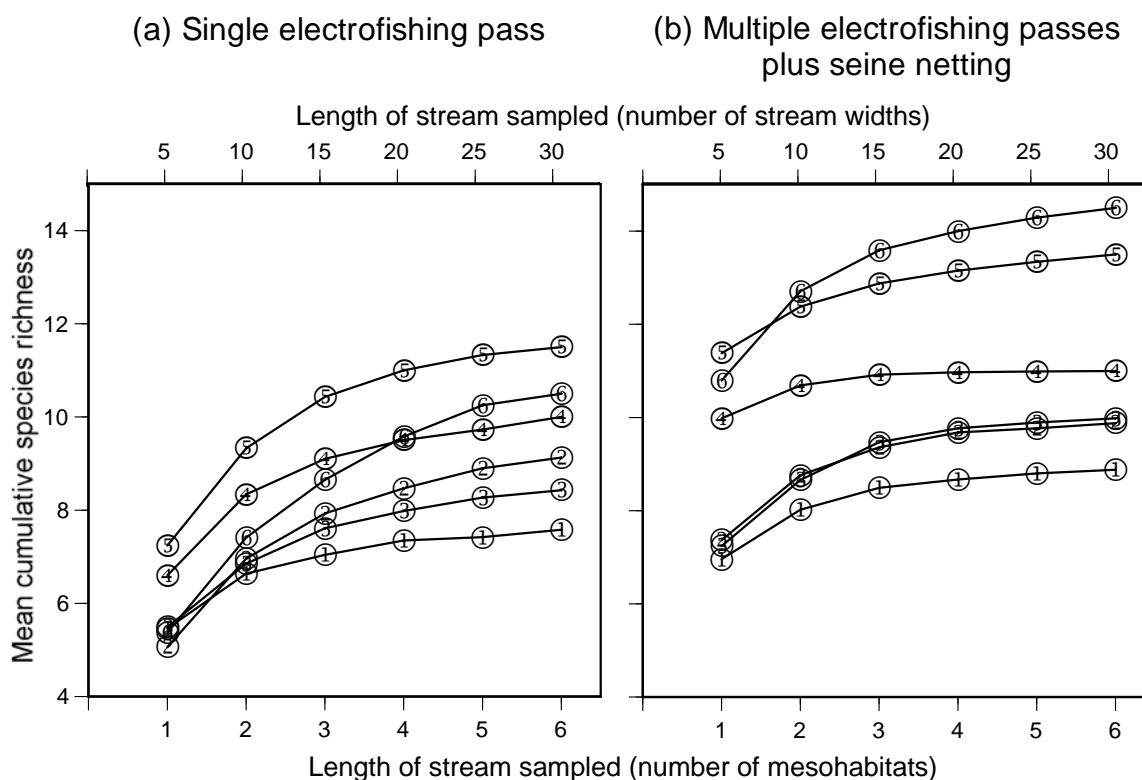 (a) Single electrofishing pass
(b) Multiple electrofishing passes
plus seine netting
Length of stream sampled (number of stream widths)
5 10 15 20 25 30
5 10 15 20 25 30
Mean cumulative species richness
14
12
10
8
6
4
5 5 5 5 5 5
6 6 6 6 6
4 4 4 4 4 4
2 2 2 2 2
3 3 3 3
1 1 1 1 1
6 6 6 6 6 6
5 5 5 5 5 5
4 4 4 4 4 4
1 1 1 1 1 1
1 2 3 4 5 6
1 2 3 4 5 6
Length of stream sampled (number of mesohabitats)